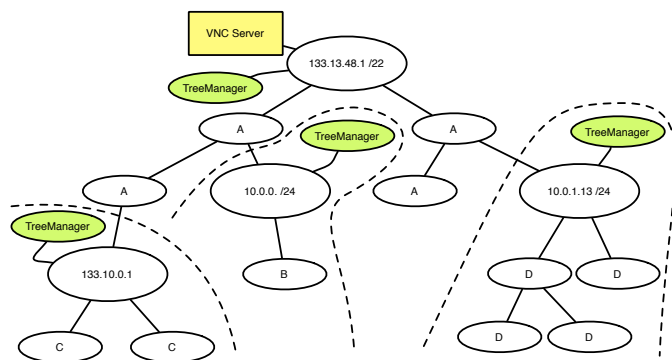 VNC Server
133.13.48.1 /22
TreeManager
A
TreeManager
A
TreeManager
A
10.0.0. /24
A
10.0.1.13 /24
TreeManager
133.10.0.1
B
D
D
C
C
D
D